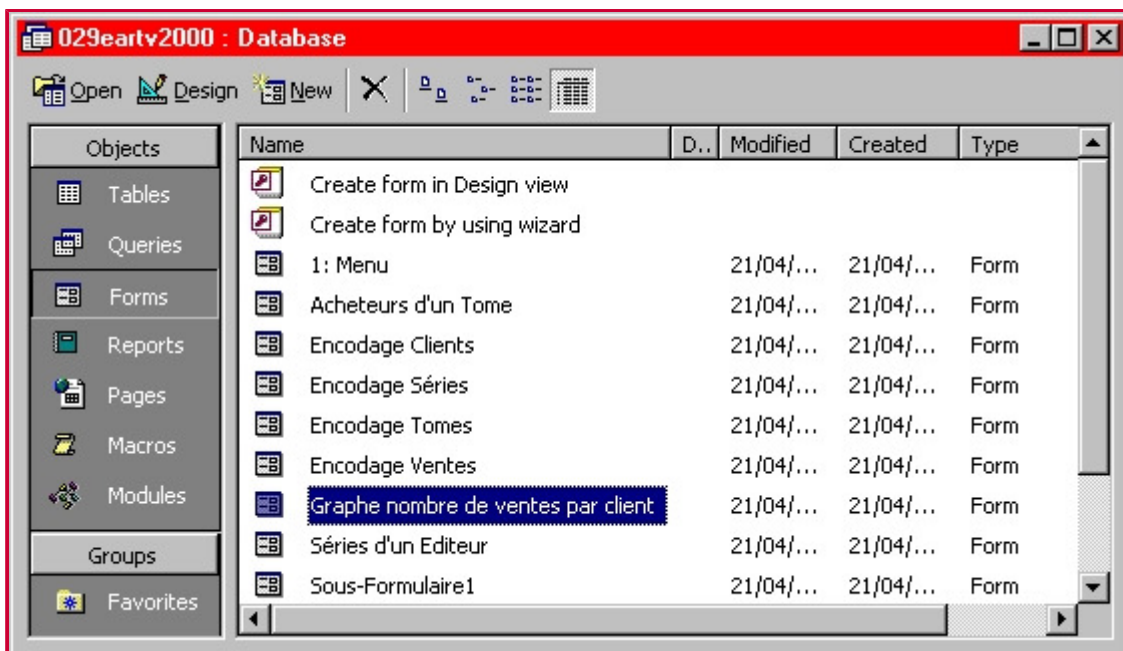 029eartv2000 : Database
Open Design New
Objects
Tables
Queries
Forms
Reports
Pages
Macros
Modules
Groups
Favorites
Name D.. Modified Created Type
Create form in Design view
Create form by using wizard
1: Menu 21/04/... 21/04/... Form
Acheteurs d'un Tome 21/04/... 21/04/... Form
Encodage Clients 21/04/... 21/04/... Form
Encodage Séries 21/04/... 21/04/... Form
Encodage Tomes 21/04/... 21/04/... Form
Encodage Ventes 21/04/... 21/04/... Form
Graphe nombre de ventes par client 21/04/... 21/04/... Form
Séries d'un Editeur 21/04/... 21/04/... Form
Sous-Formulaire1 21/04/... 21/04/... Form